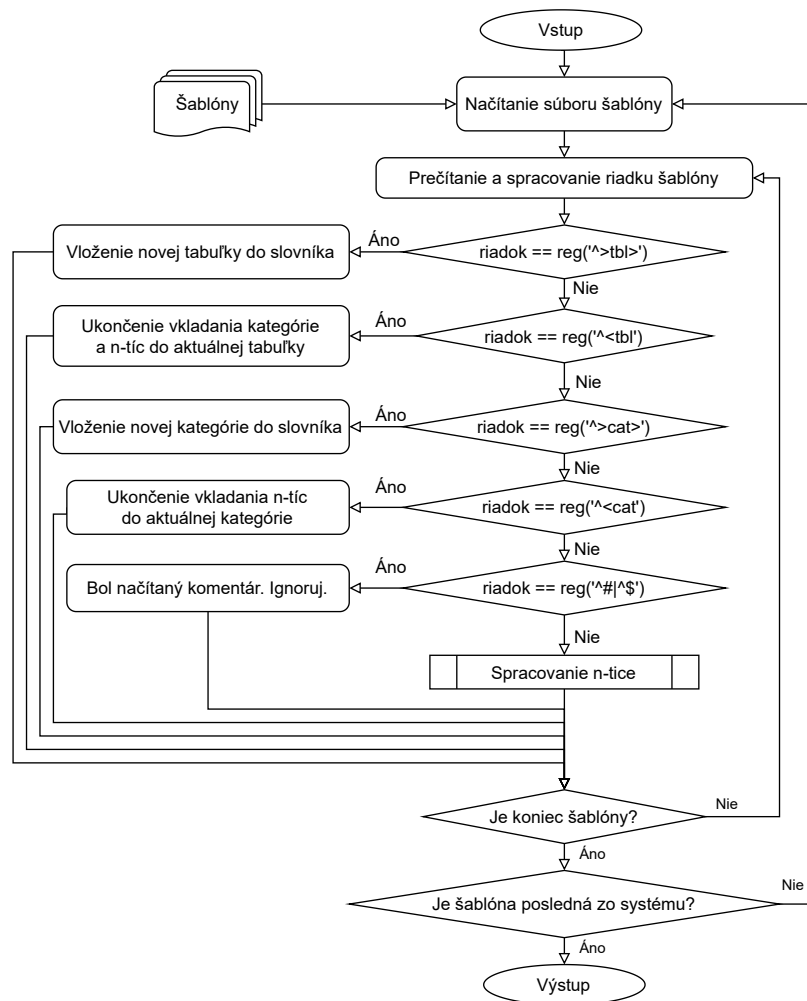 Vstup
Šablóny
Načítanie súboru šablóny
Prečítanie a spracovanie riadku šablóny
Vloženie novej tabuľky do slovníka
Áno
riadok == reg('^>tbl>')
Nie
Ukončenie vkladania kategórie
a n-tíc do aktuálnej tabuľky
Áno
riadok == reg('^<tbl')
Nie
Vloženie novej kategórie do slovníka
Áno
riadok == reg('^>cat>')
Nie
Ukončenie vkladania n-tíc
do aktuálnej kategórie
Áno
riadok == reg('^<cat')
Nie
Bol načítaný komentár. Ignoruj.
Áno
riadok == reg('^#|^$')
Nie
Spracovanie n-tice
Je koniec šablóny?
Nie
Áno
Je šablóna posledná zo systému?
Nie
Áno
Výstup